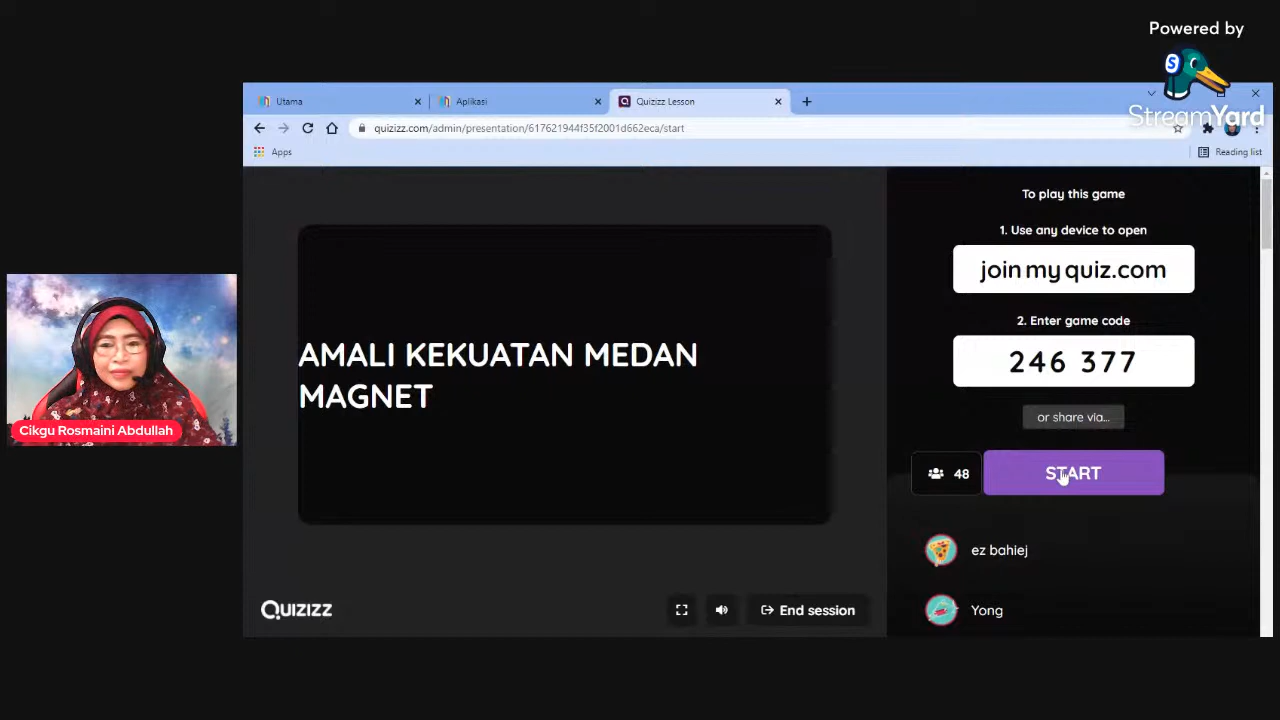 Powered by
StreamYard
Utama
Aplikasi
Quizizz Lesson
quizizz.com/admin/presentation/617621944f35f2001d662eca/start
Apps
Reading list
To play this game
1. Use any device to open
joinmyquiz.com
2. Enter game code
246 377
or share via...
48
START
ez bahiej
Yong
AMALI KEKUATAN MEDAN
MAGNET
Quizizz
End session
Cikgu Rosmaini Abdullah